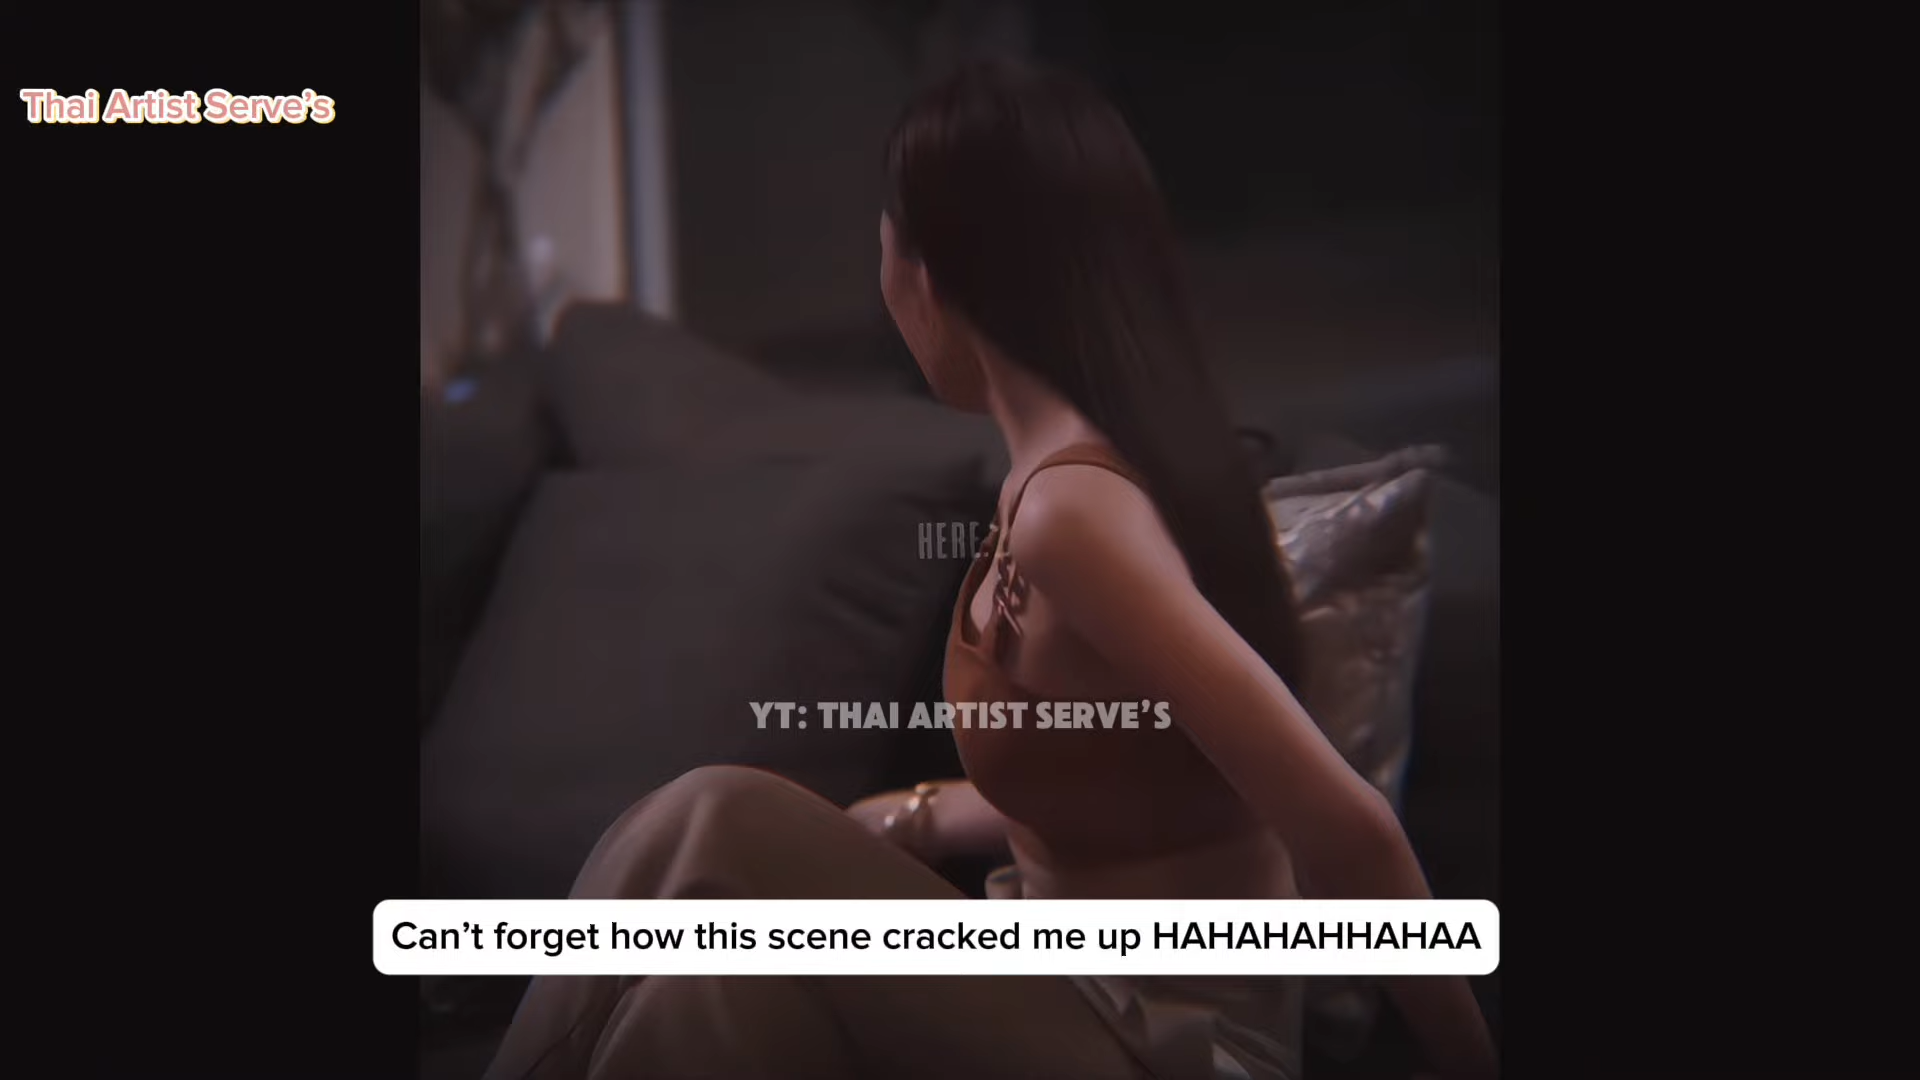 Thai Artist Serve's
HERE.
YT: THAI ARTIST SERVE'S
Can't forget how this scene cracked me up HAHAHAHHAHAA